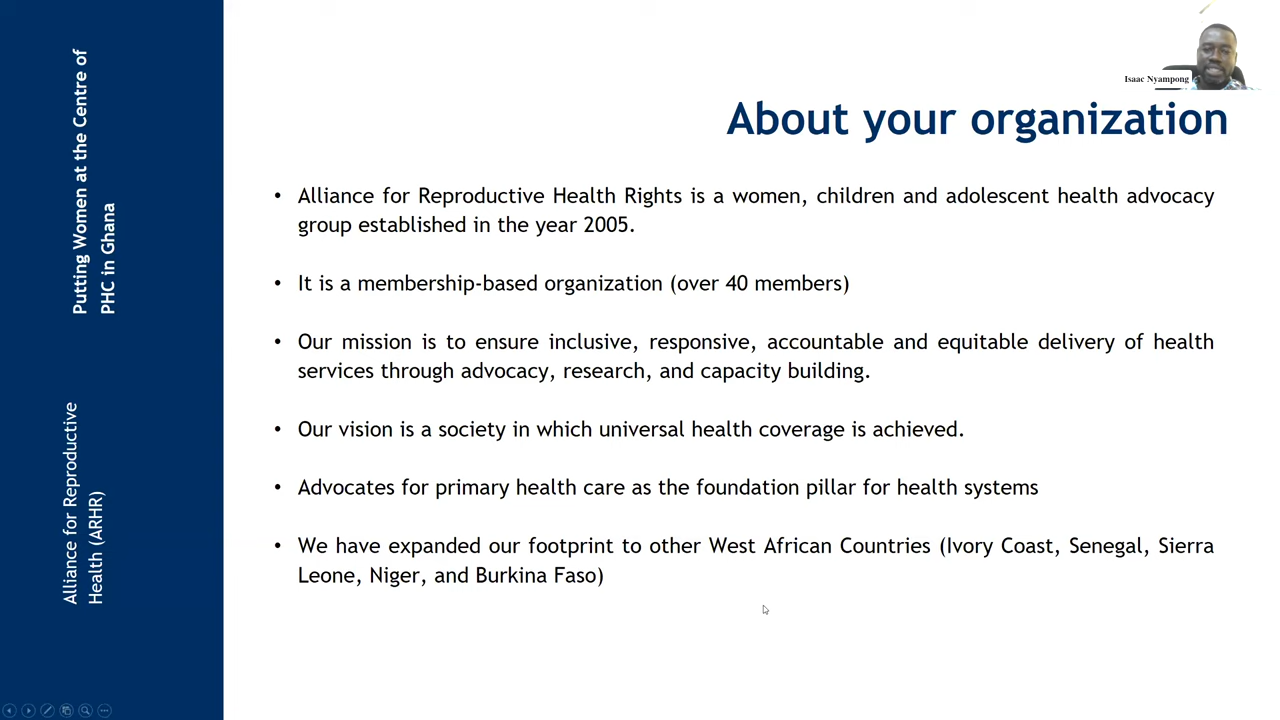 Putting Women at the Centre of
PHC in Ghana
Alliance for Reproductive
Health (ARHR)
Isaac Nyampong
About your organization
• Alliance for Reproductive Health Rights is a women, children and adolescent health advocacy
group established in the year 2005.
• It is a membership-based organization (over 40 members)
• Our mission is to ensure inclusive, responsive, accountable and equitable delivery of health
services through advocacy, research, and capacity building.
• Our vision is a society in which universal health coverage is achieved.
• Advocates for primary health care as the foundation pillar for health systems
• We have expanded our footprint to other West African Countries (Ivory Coast, Senegal, Sierra
Leone, Niger, and Burkina Faso)